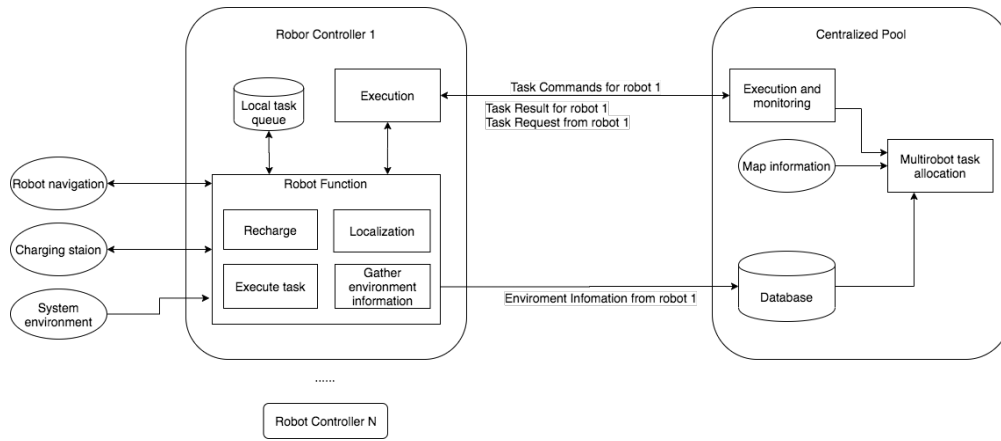 Robor Controller 1
Centralized Pool
Local task
queue
Execution
Task Commands for robot 1
Task Result for robot 1
Task Request from robot 1
Execution and
monitoring
Map information
Multirobot task
allocation
Robot navigation
Charging staion
System
environment
Robot Function
Recharge
Localization
Execute task
Gather
environment
information
Enviroment Infomation from robot 1
Database
......
Robot Controller N